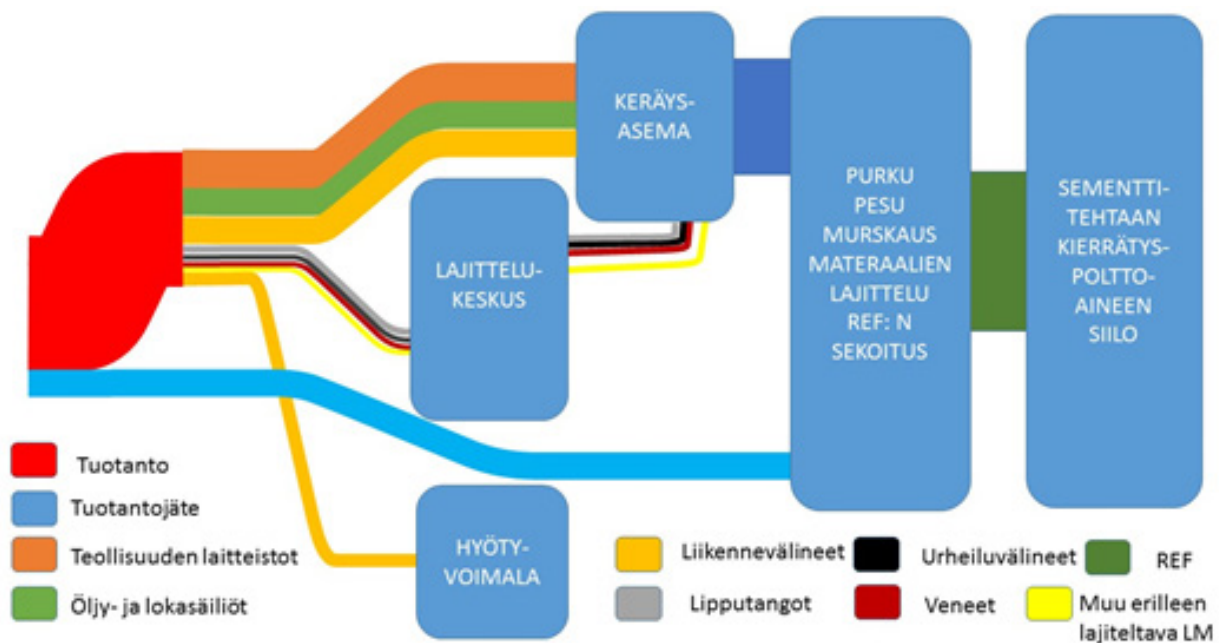 KERÄYS-
ASEMA
LAJITTELU-
KESKUS
HYÖTY-
VOIMALA
PURKU
PESU
MURSKAUS
MATERAALIEN
LAJITTELU
REF: N
SEKOITUS
SEMENTTI-
TEHTAAN
KIERRÄTYS-
POLTTO-
AINEEN
SIILO
Tuotanto
Tuotantojäte
Teollisuuden laitteistot
Öljy- ja lokasäiliöt
Liikennevälineet
Lipputangot
Urheiluvälineet
Veneet
REF
Muu erilleen
lajiteltava LM